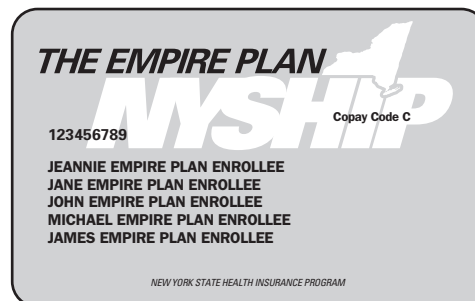 THE EMPIRE PLAN
NYSHIP
Copay Code C
123456789
JEANNIE EMPIRE PLAN ENROLLEE
JANE EMPIRE PLAN ENROLLEE
JOHN EMPIRE PLAN ENROLLEE
MICHAEL EMPIRE PLAN ENROLLEE
JAMES EMPIRE PLAN ENROLLEE
NEW YORK STATE HEALTH INSURANCE PROGRAM